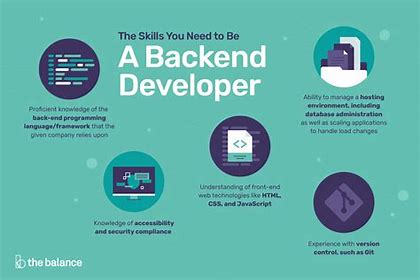 The Skills You Need to Be
A Backend
Developer
Proficient knowledge of the
back-end programming
language/framework that the
given company relies upon
Ability to manage a hosting
environment, including
database administration
as well as scaling applications
to handle load changes
Understanding of front-end
web technologies like HTML,
CSS, and JavaScript
Knowledge of accessibility
and security compliance
Experience with version
control, such as Git
the balance